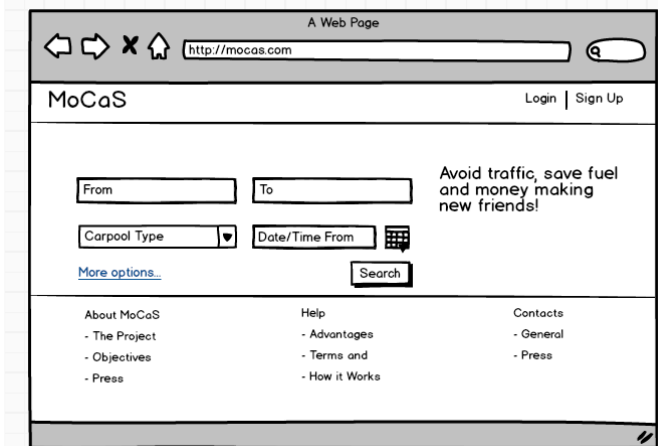 A Web Page
http://mocas.com
MoCaS
Login | Sign Up
From
To
Avoid traffic, save fuel
and money making
new friends!
Carpool Type
Date/Time From
More options...
Search
About MoCaS
- The Project
- Objectives
- Press
Help
- Advantages
- Terms and
- How it Works
Contacts
- General
- Press